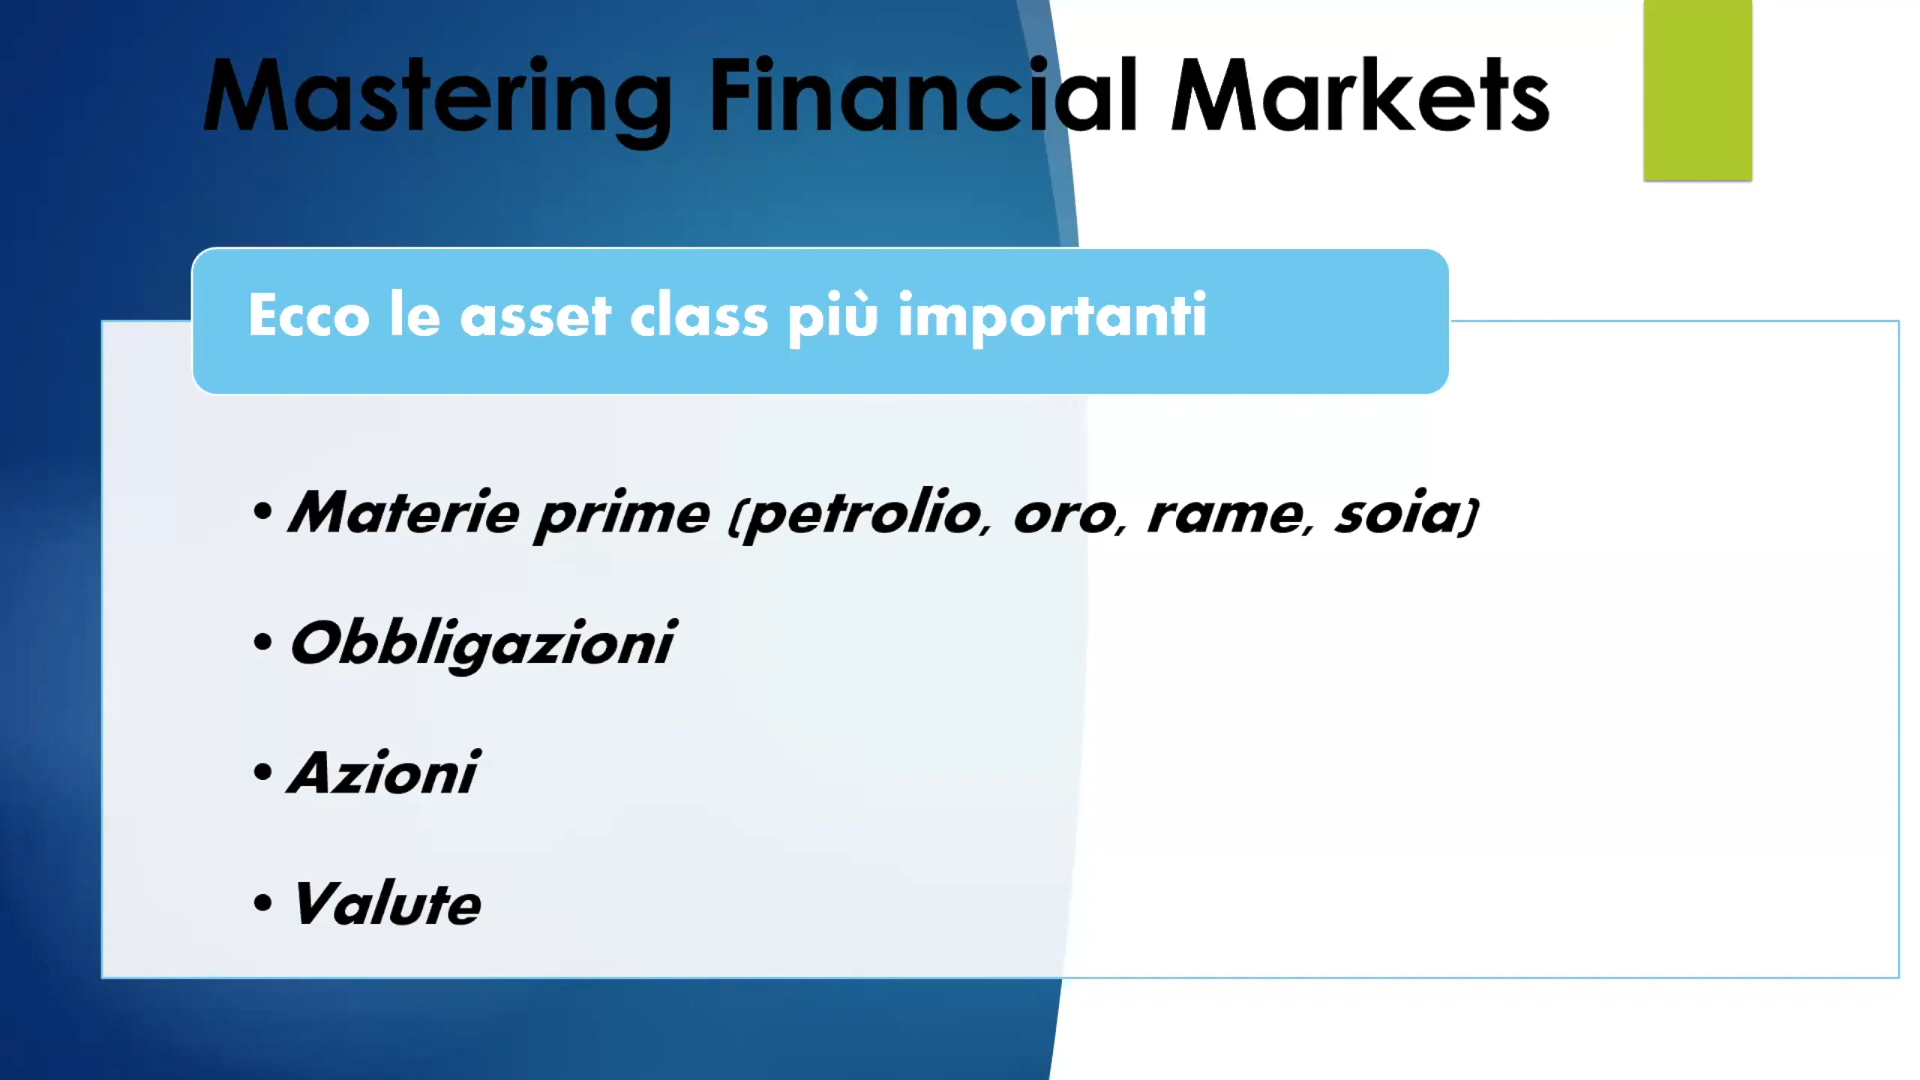 Mastering Financial Markets
Ecco le asset class più importanti
• Materie prime (petrolio, oro, rame, soia)
• Obbligazioni
• Azioni
• Valute